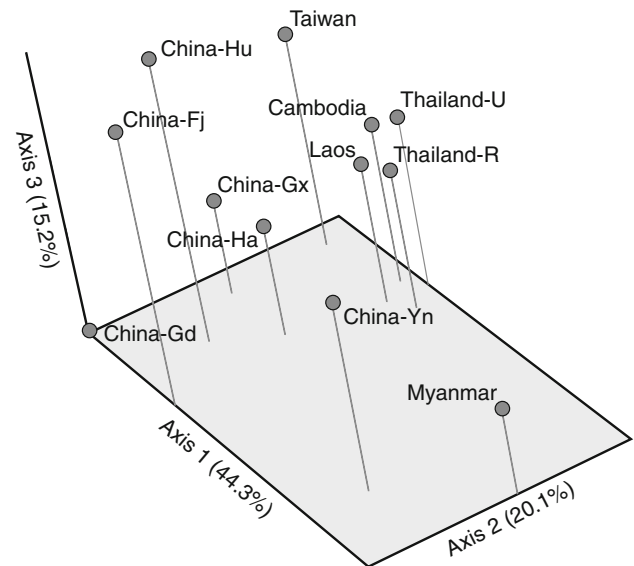 Taiwan
China-Hu
Thailand-U
Cambodia
China-Fj
Laos
Thailand-R
China-Gx
Axis 3 (15.2%)
China-Ha
China-Yn
China-Gd
Myanmar
Axis 1 (44.3%)
Axis 2 (20.1%)